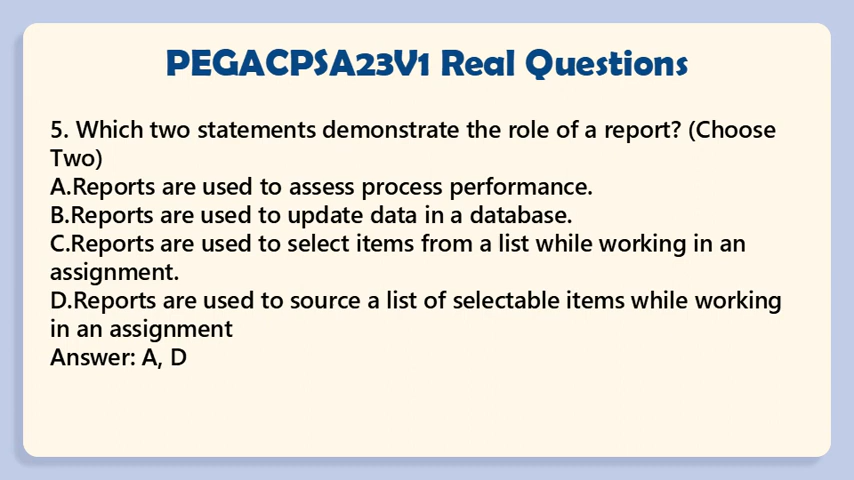 PEGACPSA23V1 Real Questions
5. Which two statements demonstrate the role of a report? (Choose
Two)
A.Reports are used to assess process performance.
B.Reports are used to update data in a database.
C.Reports are used to select items from a list while working in an
assignment.
D.Reports are used to source a list of selectable items while working
in an assignment
Answer: A, D